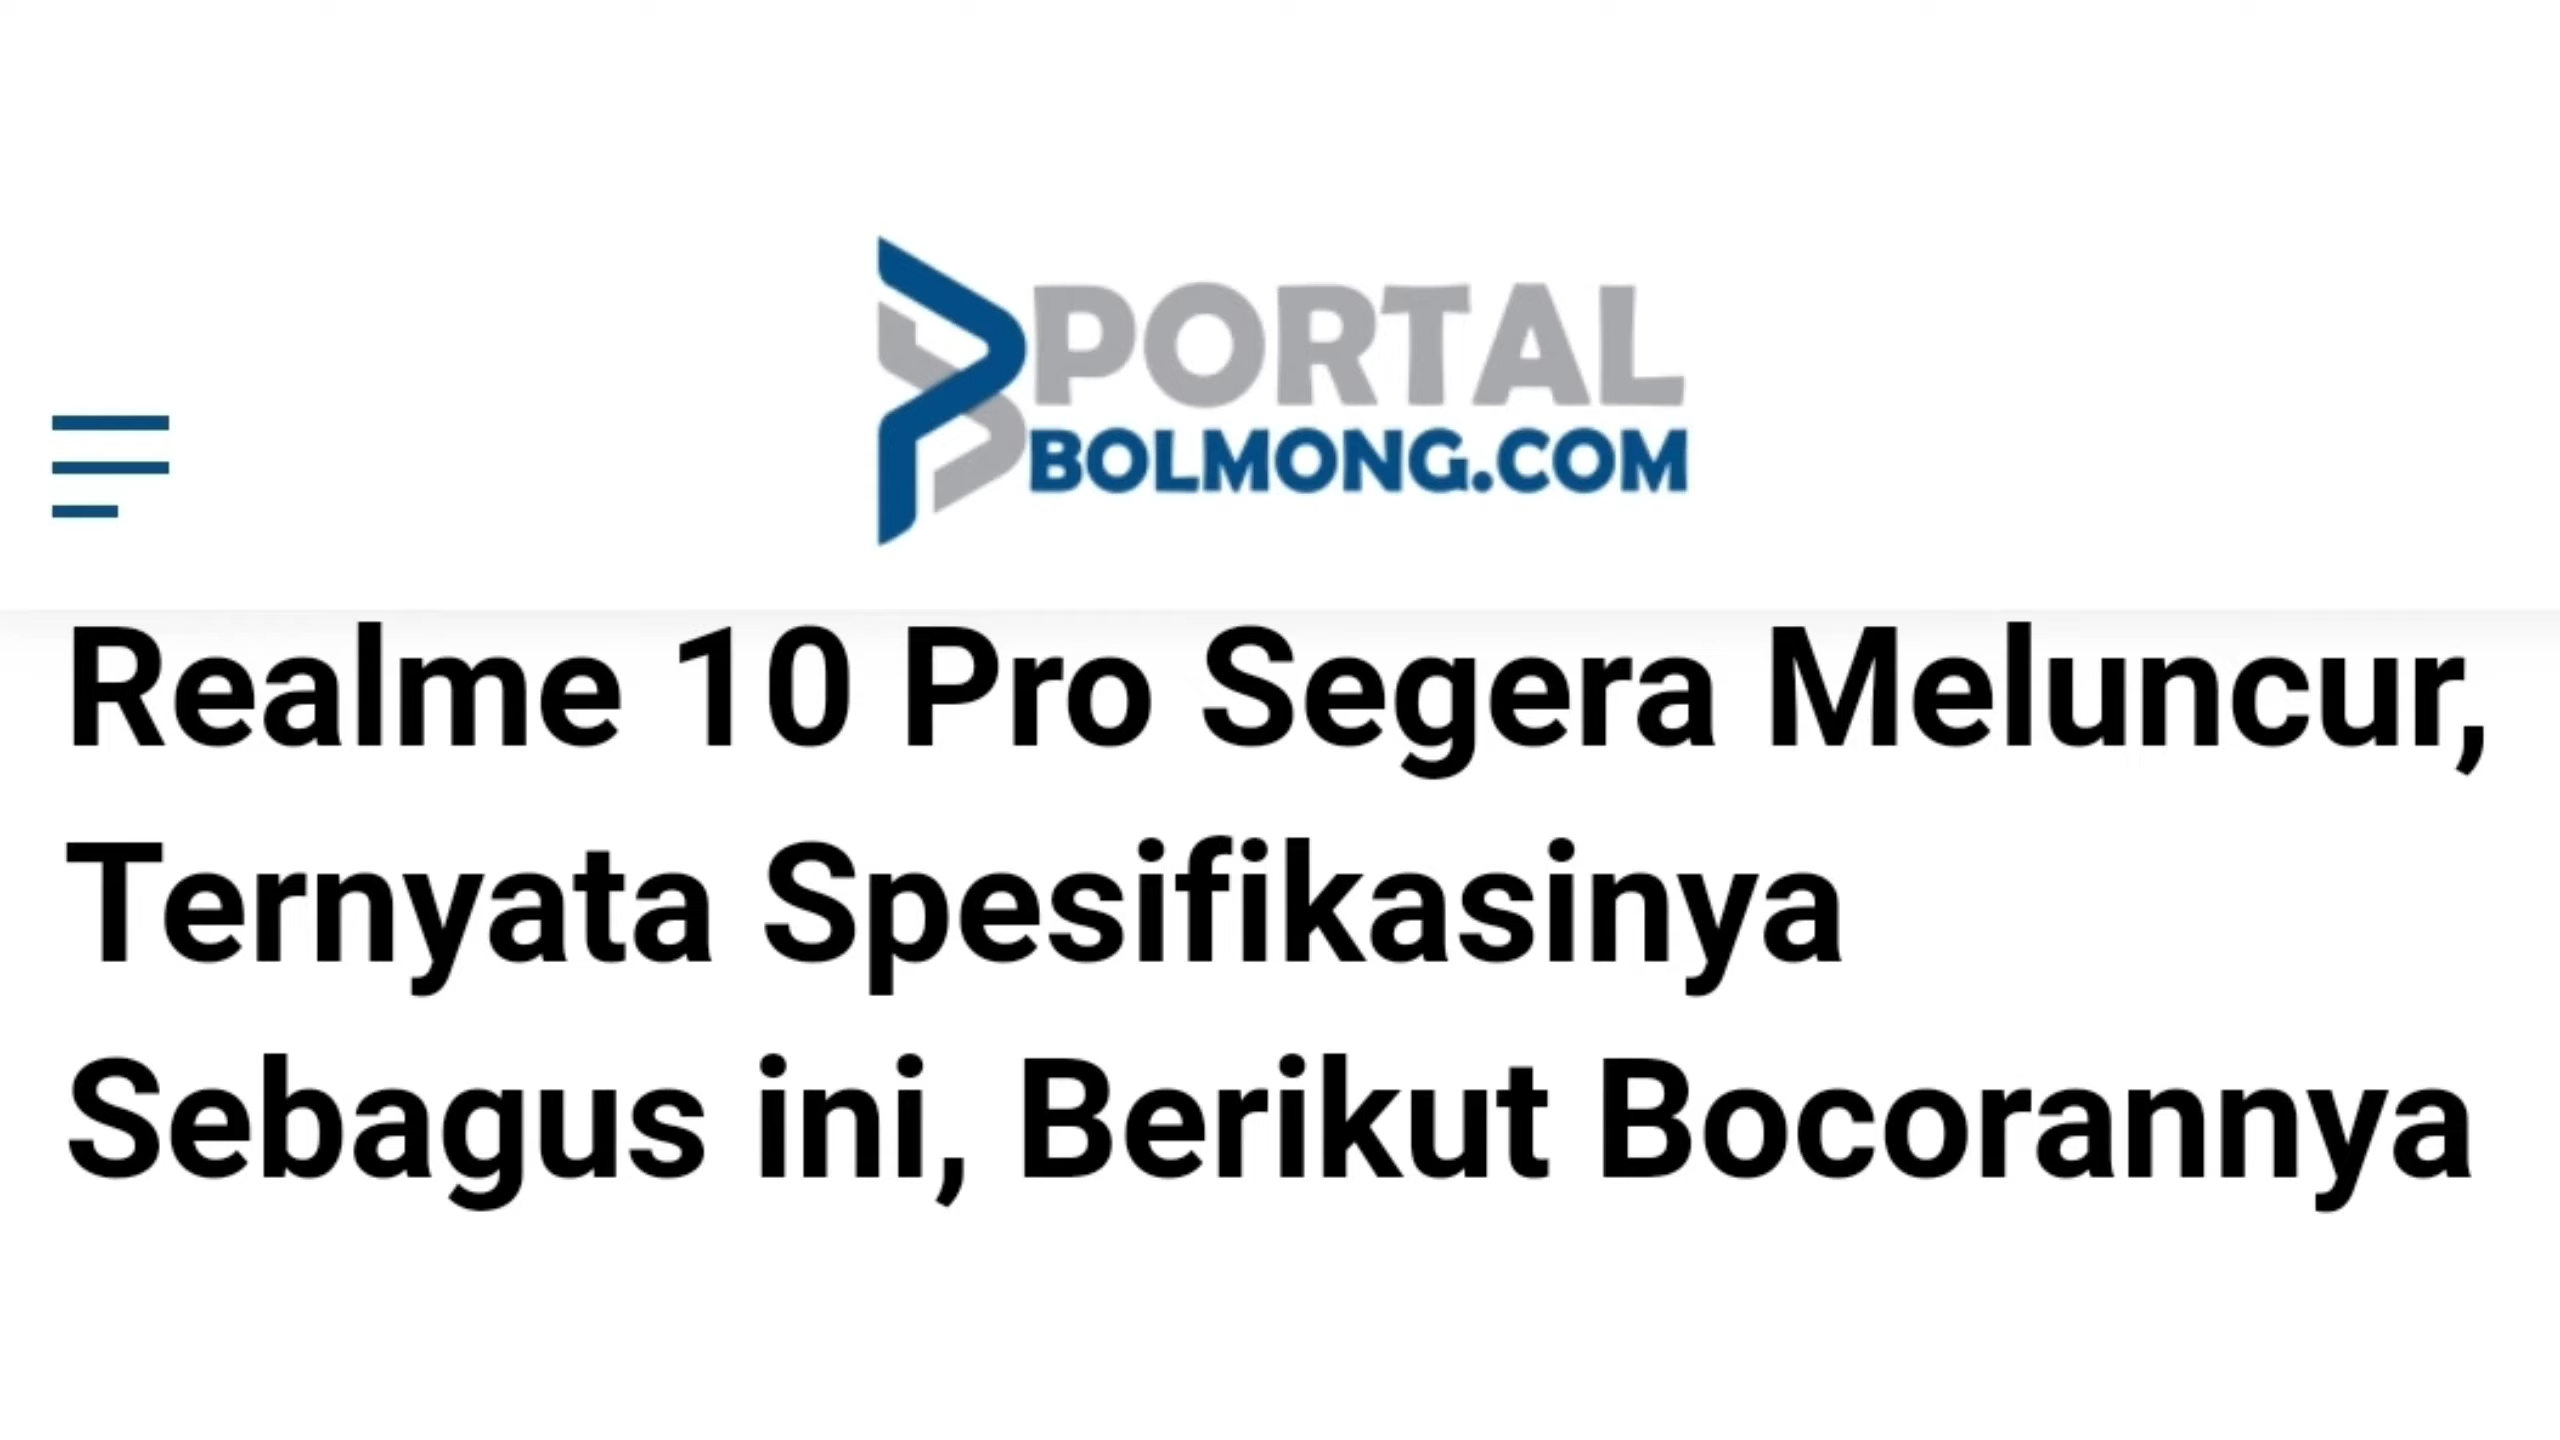 PORTAL
BOLMONG.COM
Realme 10 Pro Segera Meluncur,
Ternyata Spesifikasinya
Sebagus ini, Berikut Bocorannya